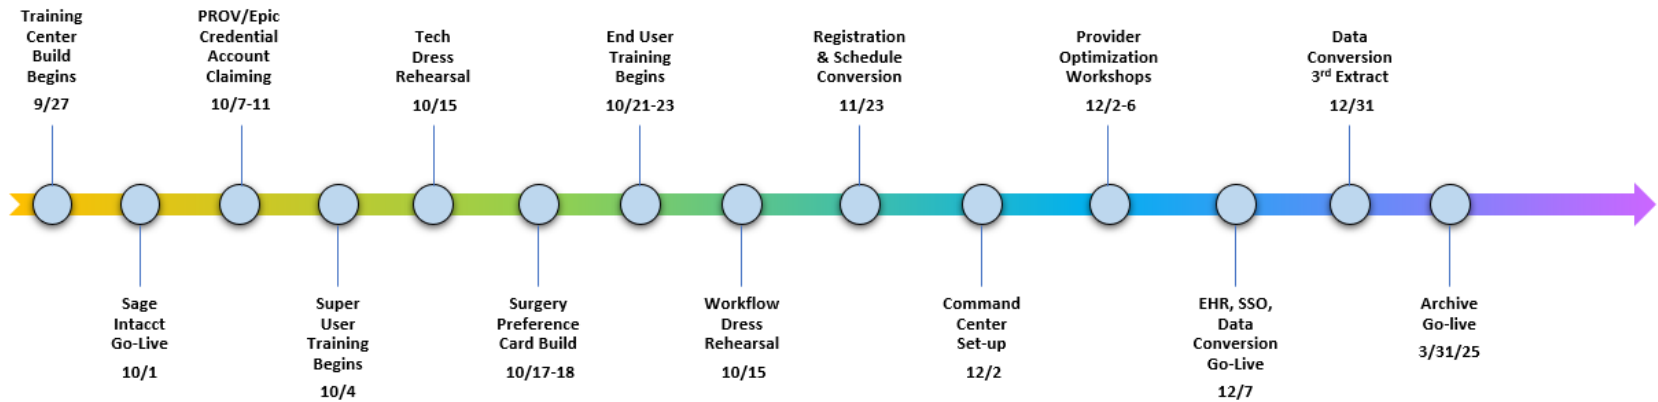 Training
Center
Build
Begins
9/27
PROV/Epic
Credential
Account
Claiming
10/7-11
Tech
Dress
Rehearsal
10/15
End User
Training
Begins
10/21-23
Registration
& Schedule
Conversion
11/23
Provider
Optimization
Workshops
12/2-6
Data
Conversion
3rd Extract
12/31
Sage
Intacct
Go-Live
10/1
Super
User
Training
Begins
10/4
Surgery
Preference
Card Build
10/17-18
Workflow
Dress
Rehearsal
10/15
Command
Center
Set-up
12/2
EHR, SSO,
Data
Conversion
Go-Live
12/7
Archive
Go-live
3/31/25